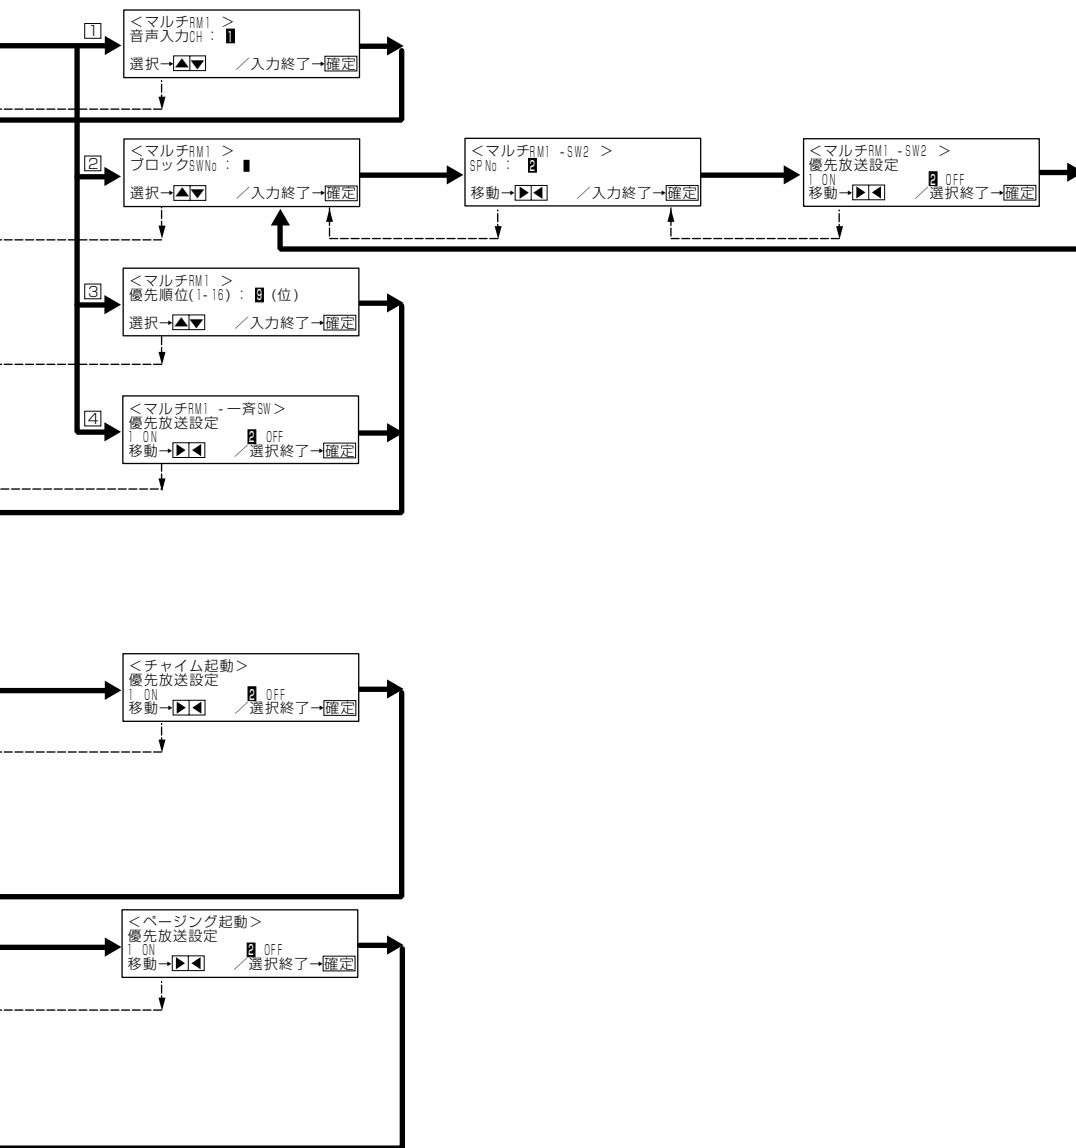 1
＜マルチRM1 ＞
音声入力CH： 1
選択→▲▼ ／入力終了→確定
2
＜マルチRM1 ＞
ブロックSWNo：
選択→▲▼ ／入力終了→確定
＜マルチRM1 -SW2 ＞
SPNo： 2
移動→▶◀ ／入力終了→確定
＜マルチRM1 -SW2 ＞
優先放送設定
1 ON 2 OFF
移動→▶◀ ／選択終了→確定
3
＜マルチRM1 ＞
優先順位(1-16)： 9 (位)
選択→▲▼ ／入力終了→確定
4
＜マルチRM1 -一斉SW＞
優先放送設定
1 ON 2 OFF
移動→▶◀ ／選択終了→確定
＜チャイム起動＞
優先放送設定
1 ON 2 OFF
移動→▶◀ ／選択終了→確定
＜ページング起動＞
優先放送設定
1 ON 2 OFF
移動→▶◀ ／選択終了→確定